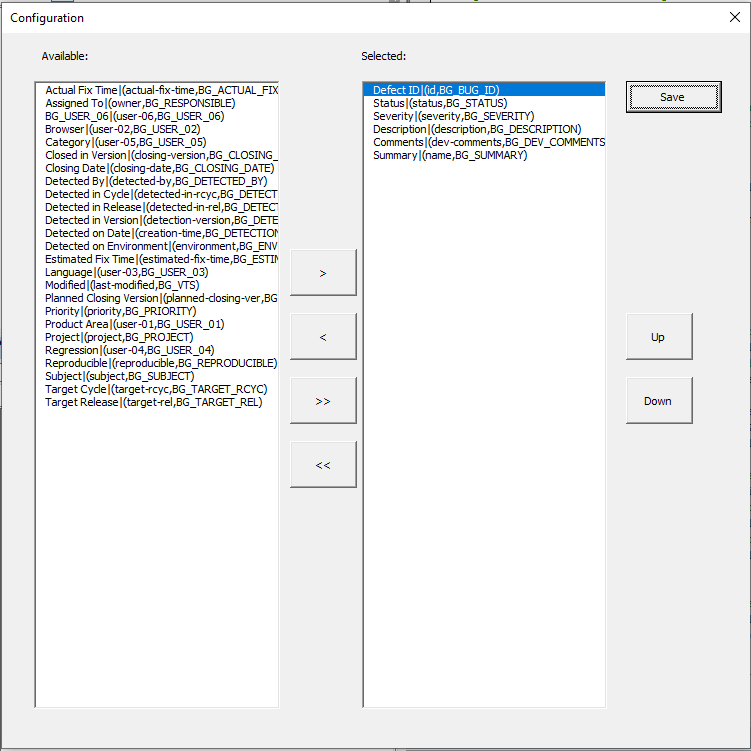 Configuration
Available:
Selected:
Actual Fix Time|(actual-fix-time,BG_ACTUAL_FIX
Assigned To|(owner,BG_RESPONSIBLE)
BG_USER_06|(user-06,BG_USER_06)
Browser|(user-02,BG_USER_02)
Category|(user-05,BG_USER_05)
Closed in Version|(closing-version,BG_CLOSING_
Closing Date|(closing-date,BG_CLOSING_DATE)
Detected By|(detected-by,BG_DETECTED_BY)
Detected in Cycle|(detected-in-rcyc,BG_DETECT
Detected in Release|(detected-in-rel,BG_DETECT
Detected in Version|(detection-version,BG_DETE
Detected on Date|(creation-time,BG_DETECTION
Detected on Environment|(environment,BG_ENV
Estimated Fix Time|(estimated-fix-time,BG_ESTIN
Language|(user-03,BG_USER_03)
Modified|(last-modified,BG_VTS)
Planned Closing Version|(planned-closing-ver,BG
Priority|(priority,BG_PRIORITY)
Product Area|(user-01,BG_USER_01)
Project|(project,BG_PROJECT)
Regression|(user-04,BG_USER_04)
Reproducible|(reproducible,BG_REPRODUCIBLE)
Subject|(subject,BG_SUBJECT)
Target Cycle|(target-rcyc,BG_TARGET_RCYC)
Target Release|(target-rel,BG_TARGET_REL)
>
<
>>
<<
Defect ID|(id,BG_BUG_ID)
Status|(status,BG_STATUS)
Severity|(severity,BG_SEVERITY)
Description|(description,BG_DESCRIPTION)
Comments|(dev-comments,BG_DEV_COMMENTS
Summary|(name,BG_SUMMARY)
Save
Up
Down